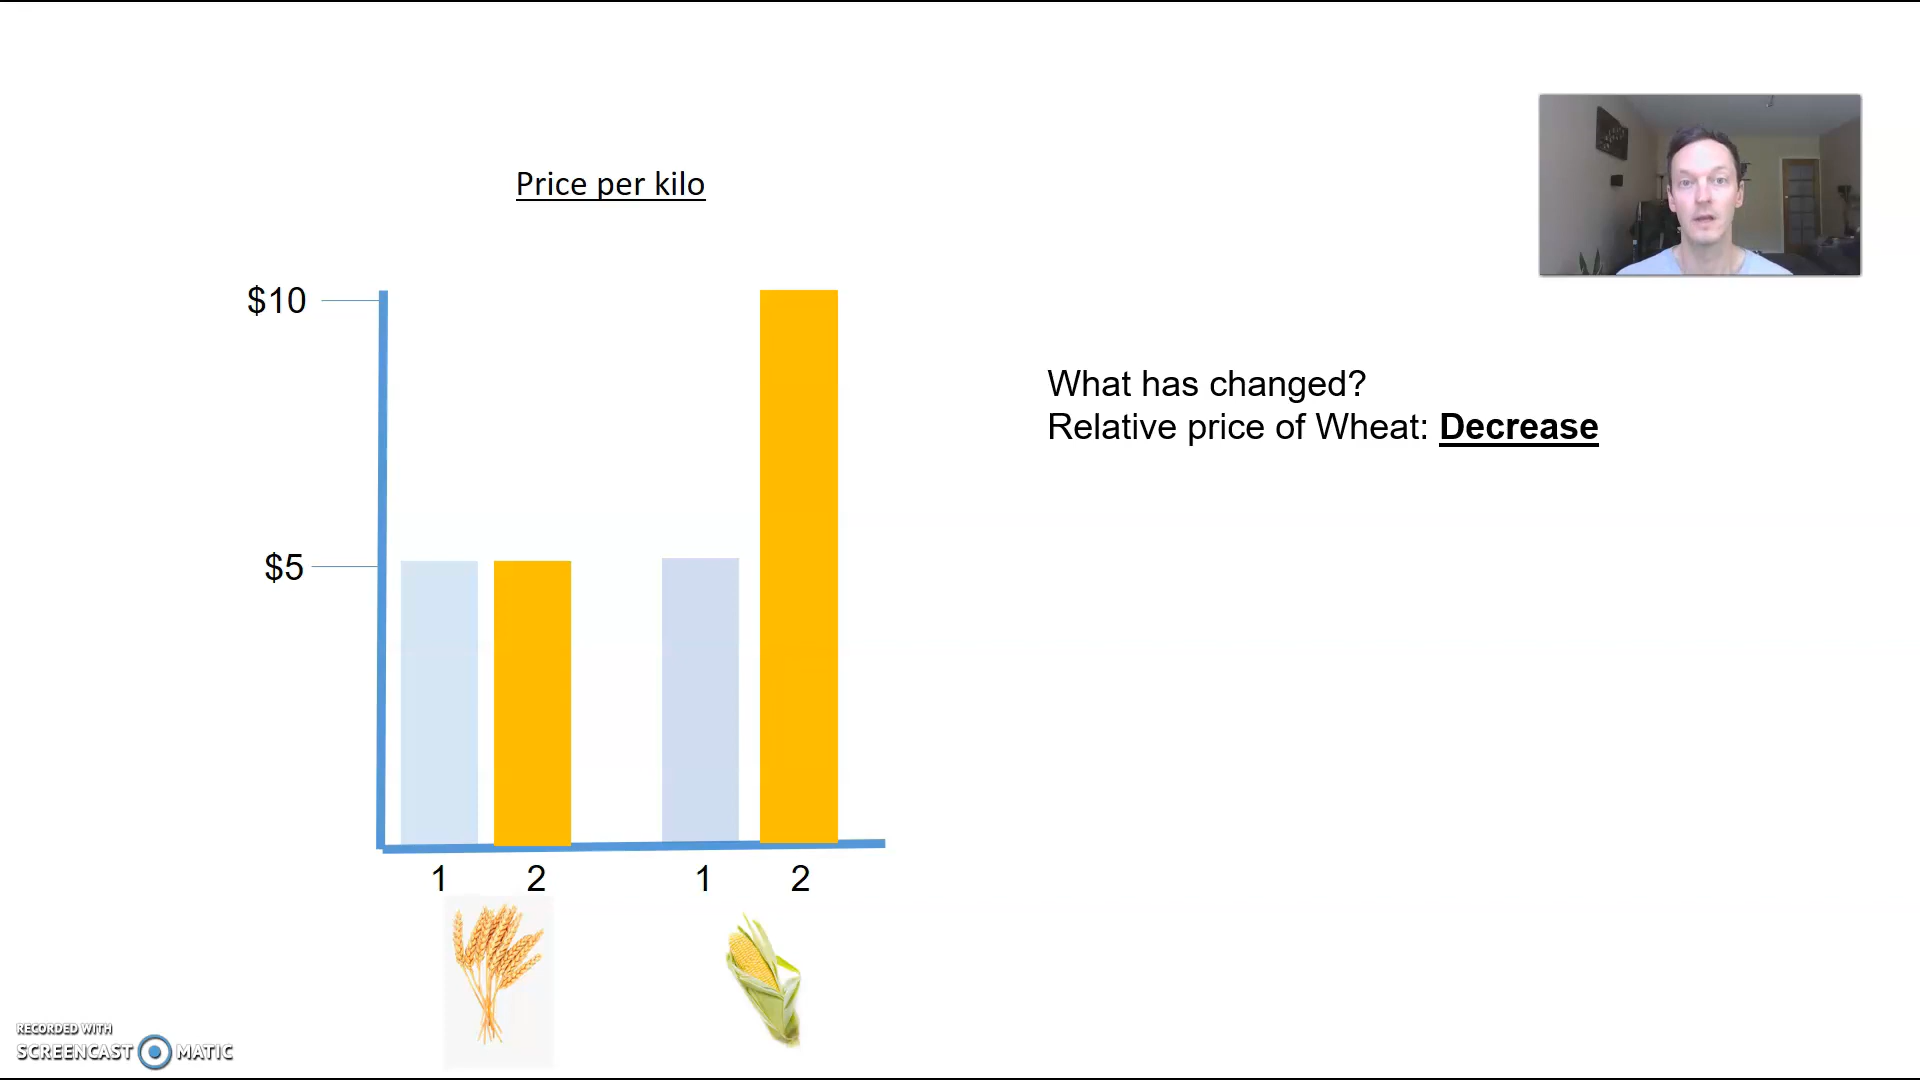 Price per kilo
$10
What has changed?
Relative price of Wheat: Decrease
$5
1 2 1 2
RECORDED WITH
SCREENCAST MATIC